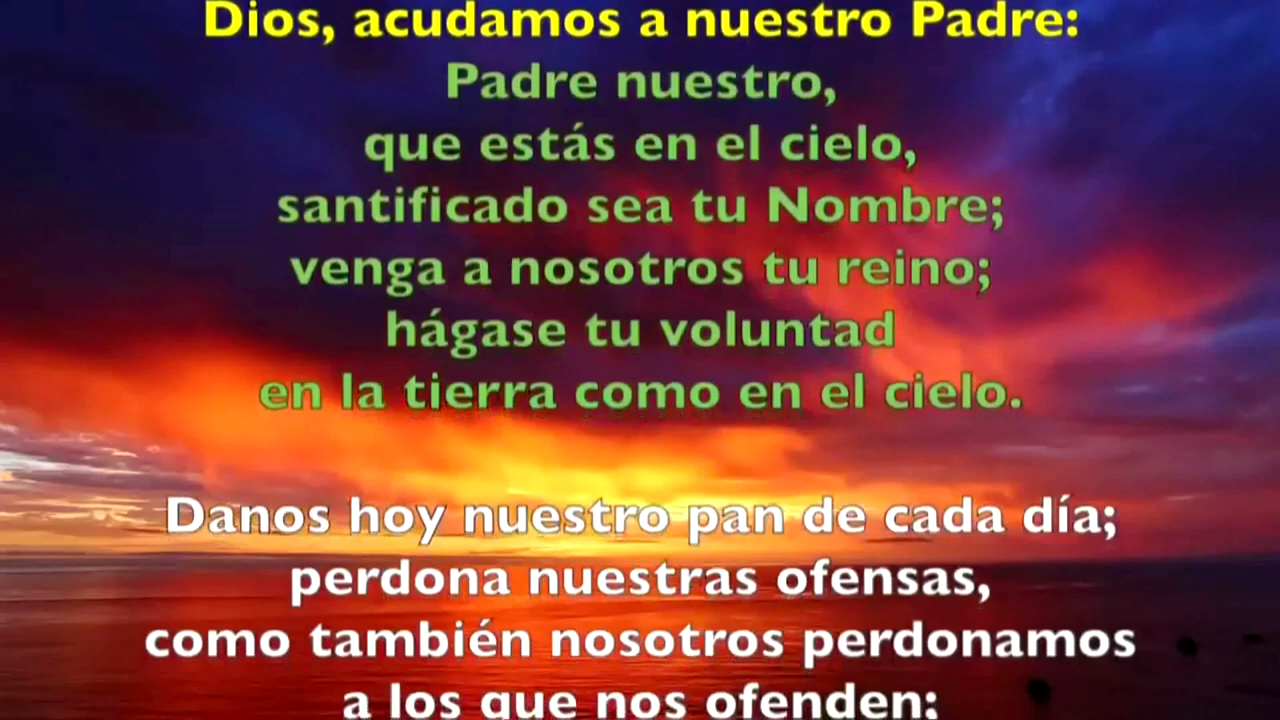 Dios, acudamos a nuestro Padre:
Padre nuestro,
que estás en el cielo,
santificado sea tu Nombre;
venga a nosotros tu reino;
hágase tu voluntad
en la tierra como en el cielo.
Danos hoy nuestro pan de cada día;
perdona nuestras ofensas,
como también nosotros perdonamos
a los que nos ofenden;